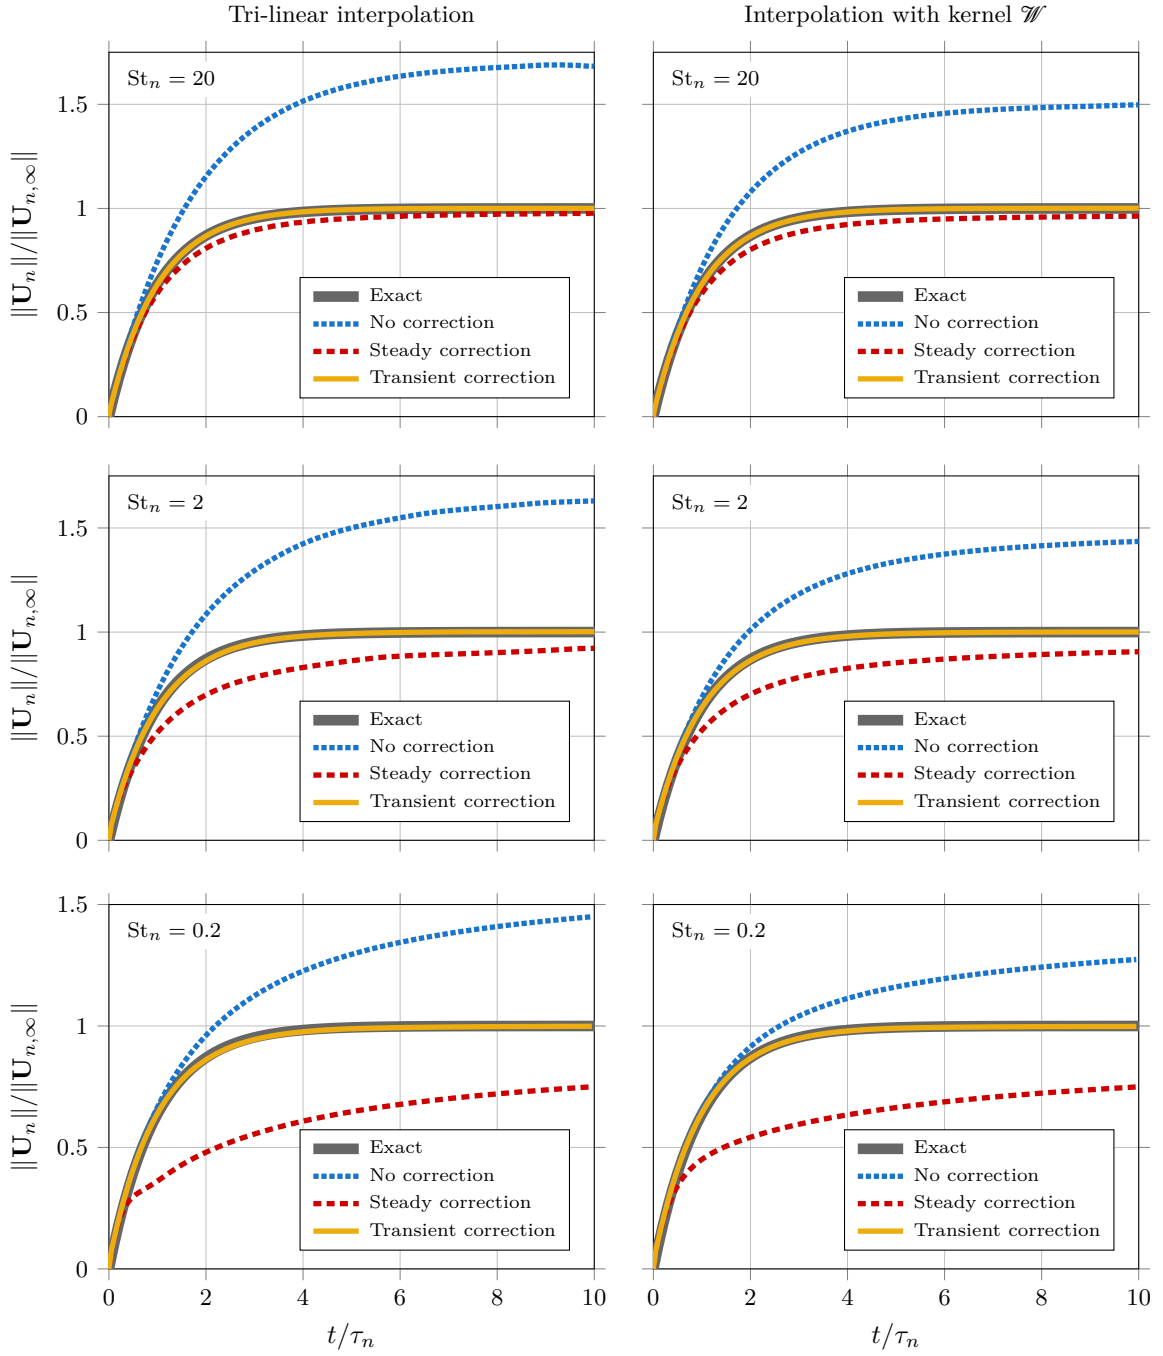 Tri-linear interpolation
Interpolation with kernel 𝒲
St_n = 20
1.5
1
0.5
0
‖U_n‖/‖U_{n,∞}‖
Exact
No correction
Steady correction
Transient correction
St_n = 20
Exact
No correction
Steady correction
Transient correction
St_n = 2
1.5
1
0.5
0
‖U_n‖/‖U_{n,∞}‖
Exact
No correction
Steady correction
Transient correction
St_n = 2
Exact
No correction
Steady correction
Transient correction
St_n = 0.2
1.5
1
0.5
0
‖U_n‖/‖U_{n,∞}‖
Exact
No correction
Steady correction
Transient correction
0 2 4 6 8 10
t/τ_n
St_n = 0.2
Exact
No correction
Steady correction
Transient correction
0 2 4 6 8 10
t/τ_n